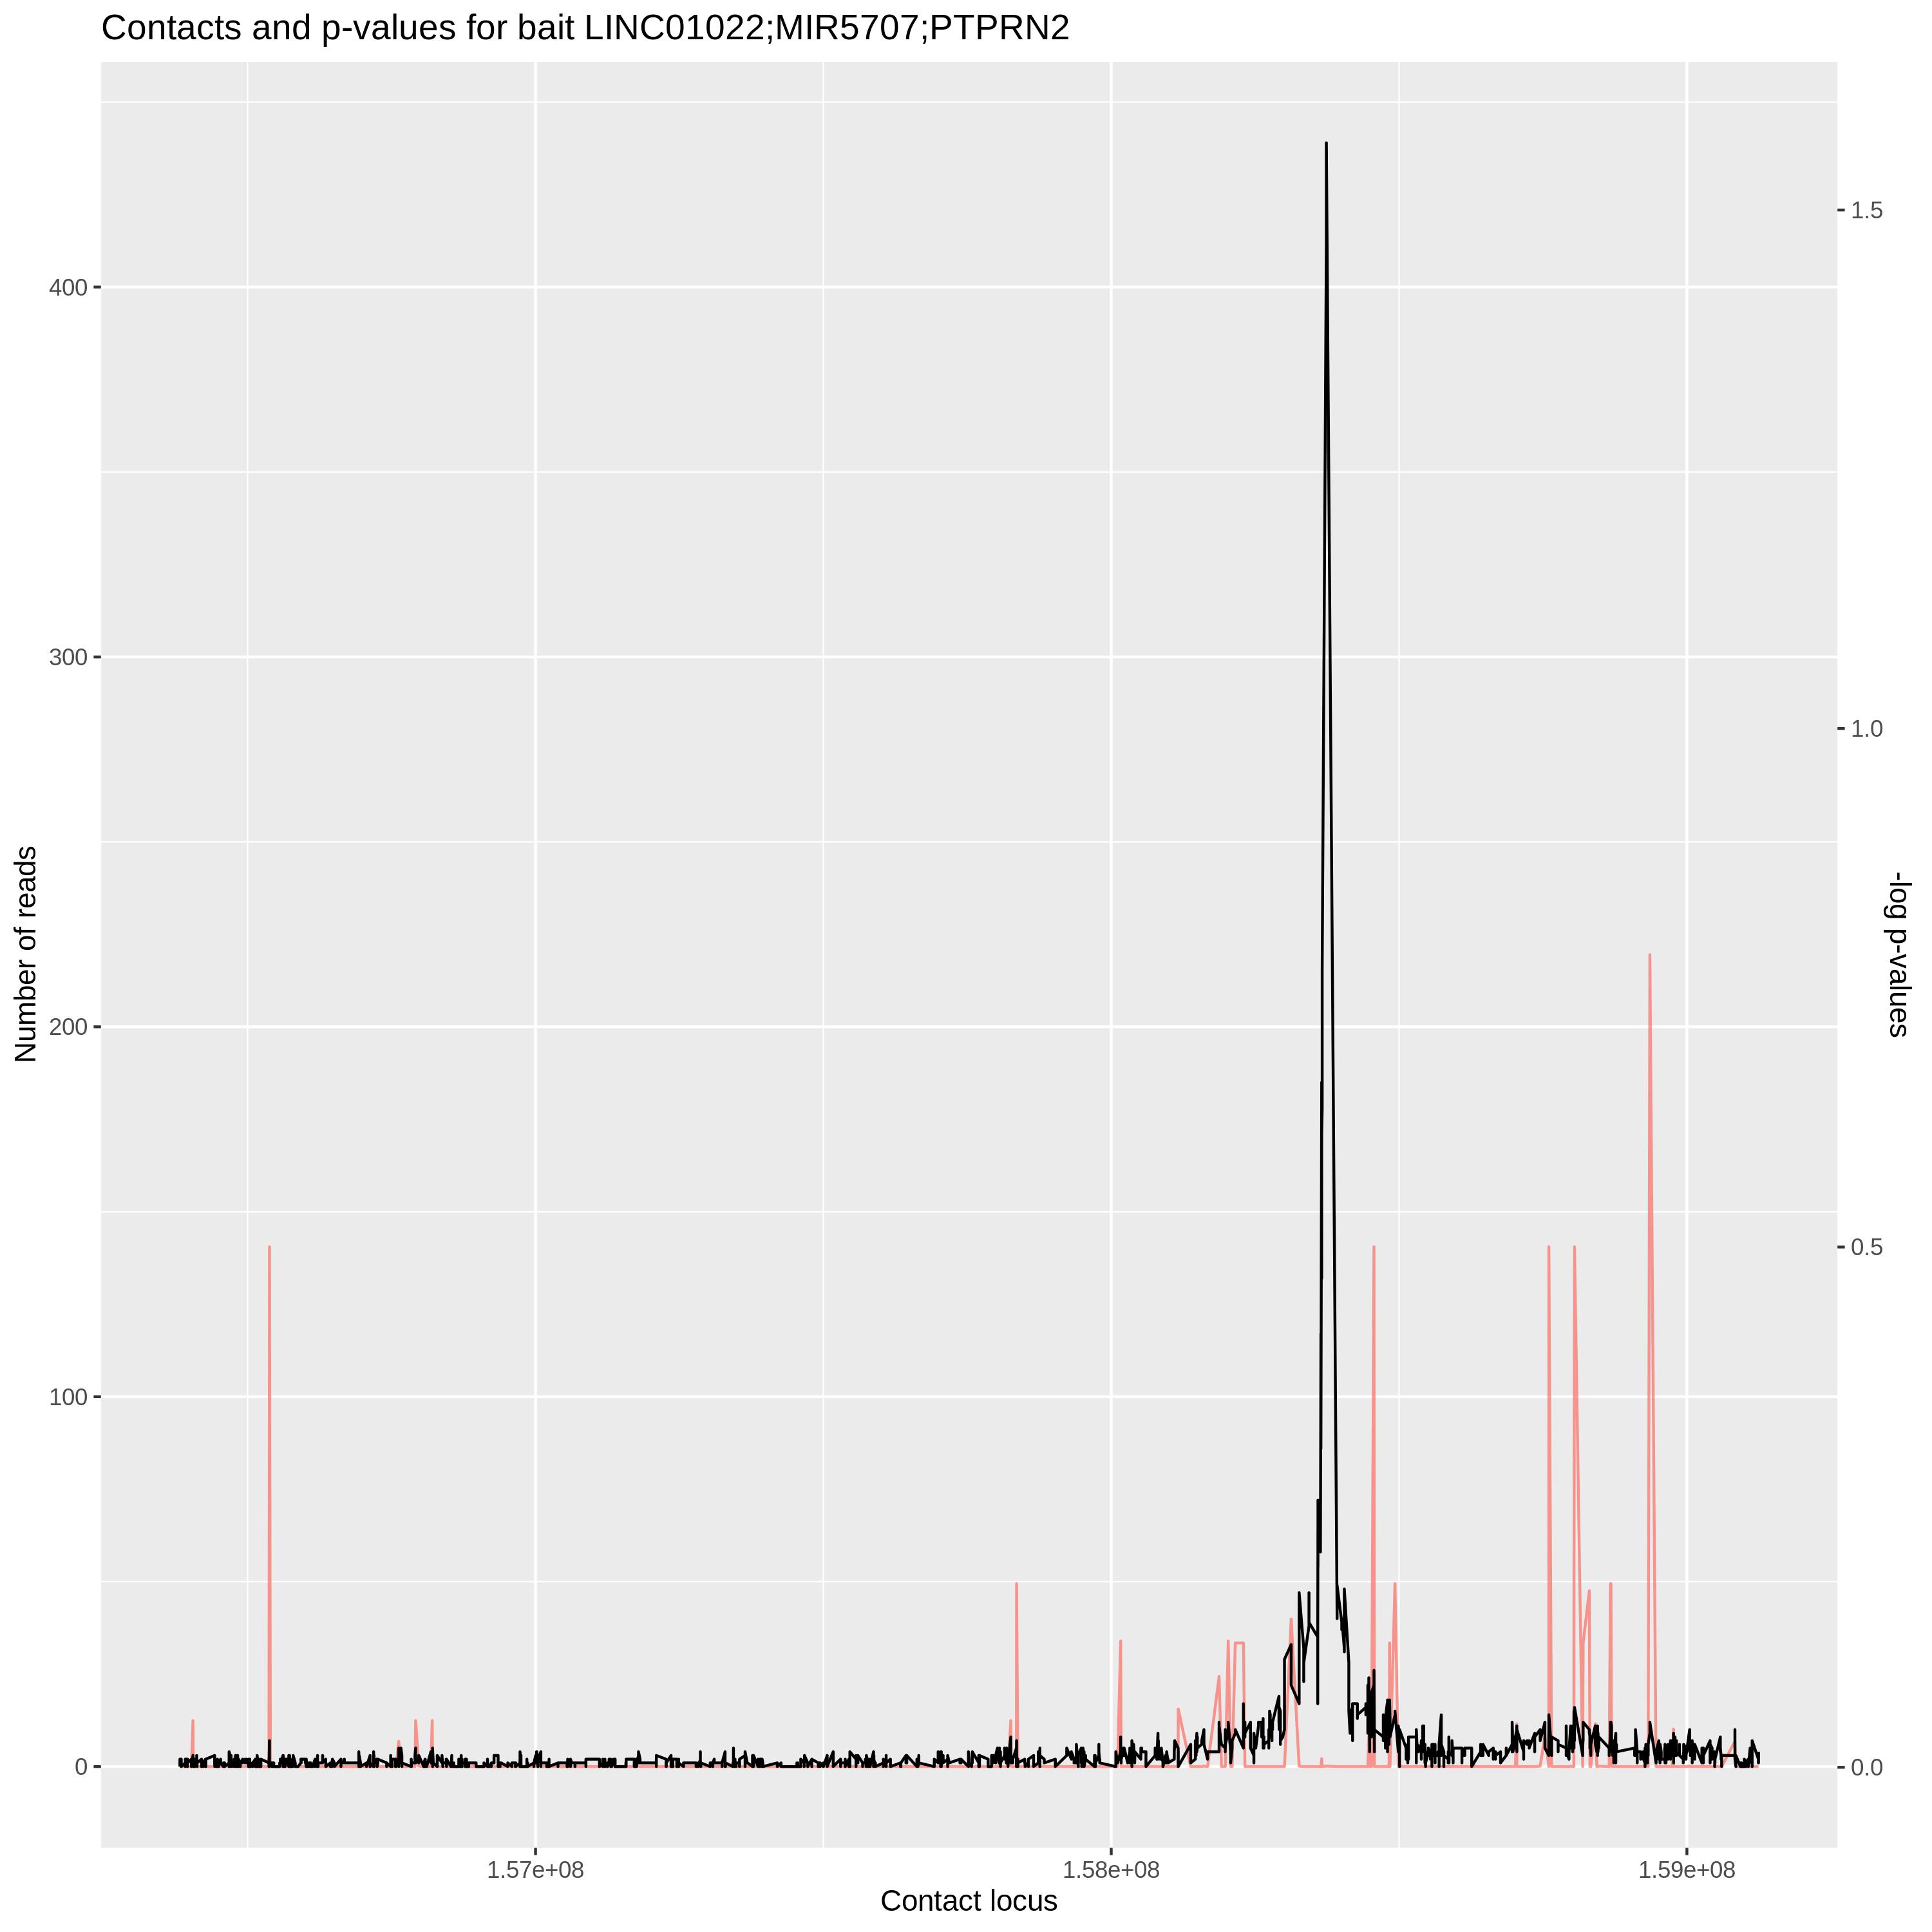 Contacts and p-values for bait LINC01022;MIR5707;PTPRN2
400
300
200
100
0
Number of reads
1.5
1.0
0.5
0.0
-log p-values
1.57e+08
1.58e+08
1.59e+08
Contact locus